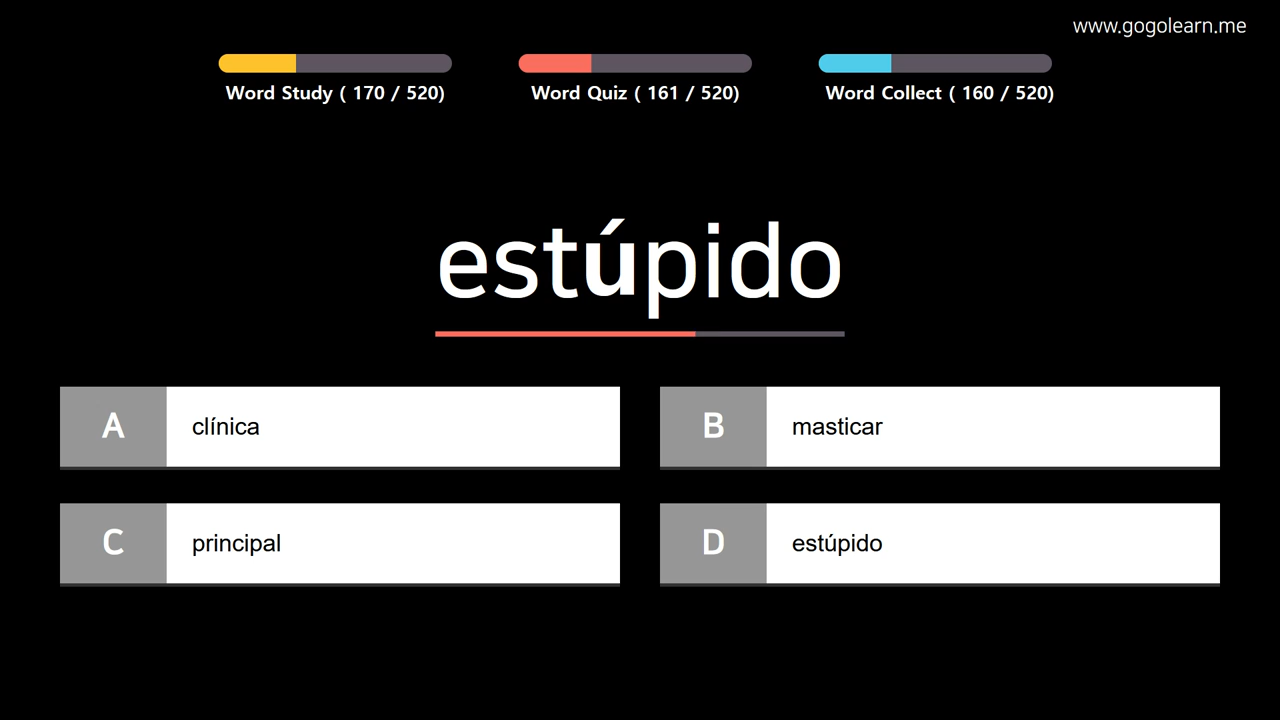 www.gogolearn.me
Word Study ( 170 / 520)
Word Quiz ( 161 / 520)
Word Collect ( 160 / 520)
estúpido
A
clínica
B
masticar
C
principal
D
estúpido